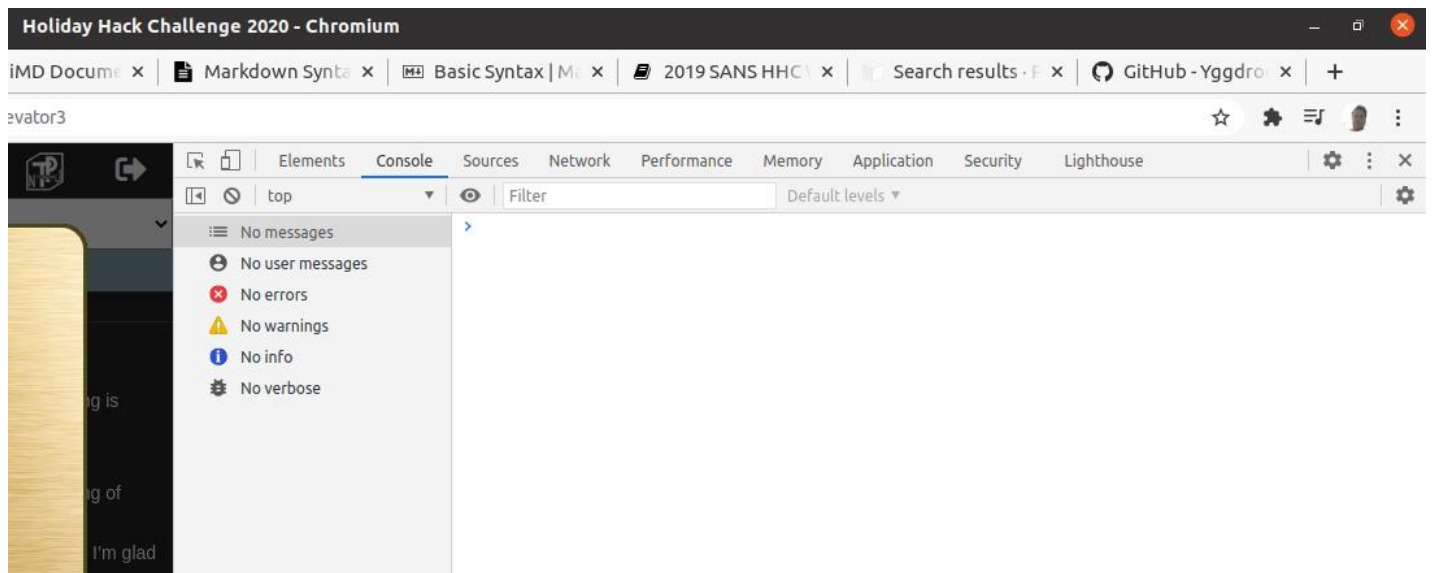 Holiday Hack Challenge 2020 - Chromium
iMD Docume Markdown Synta Basic Syntax | Ma 2019 SANS HHC Search results · GitHub - Yggdro
evator3
Elements Console Sources Network Performance Memory Application Security Lighthouse
top Filter Default levels
No messages
No user messages
No errors
No warnings
No info
No verbose
g is
g of
I'm glad